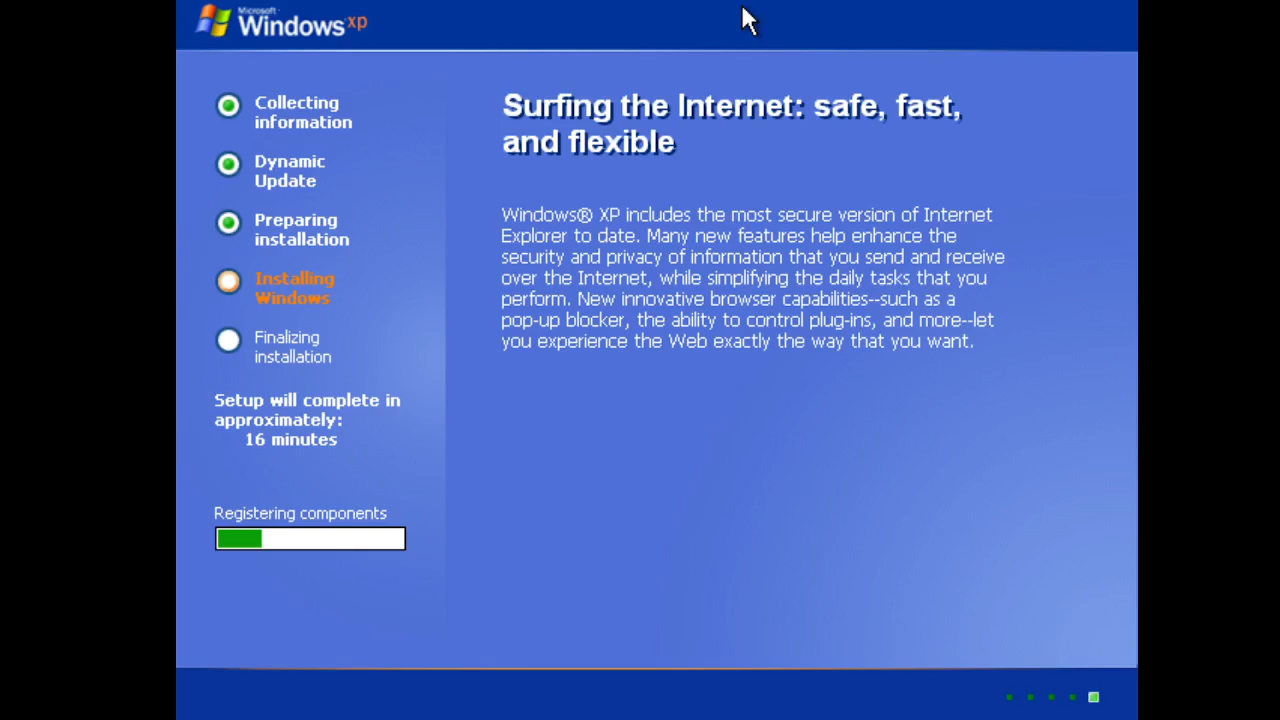 Microsoft
Windows xp
Collecting
information
Dynamic
Update
Preparing
installation
Installing
Windows
Finalizing
installation
Setup will complete in
approximately:
16 minutes
Registering components
Surfing the Internet: safe, fast,
and flexible
Windows® XP includes the most secure version of Internet
Explorer to date. Many new features help enhance the
security and privacy of information that you send and receive
over the Internet, while simplifying the daily tasks that you
perform. New innovative browser capabilities--such as a
pop-up blocker, the ability to control plug-ins, and more--let
you experience the Web exactly the way that you want.